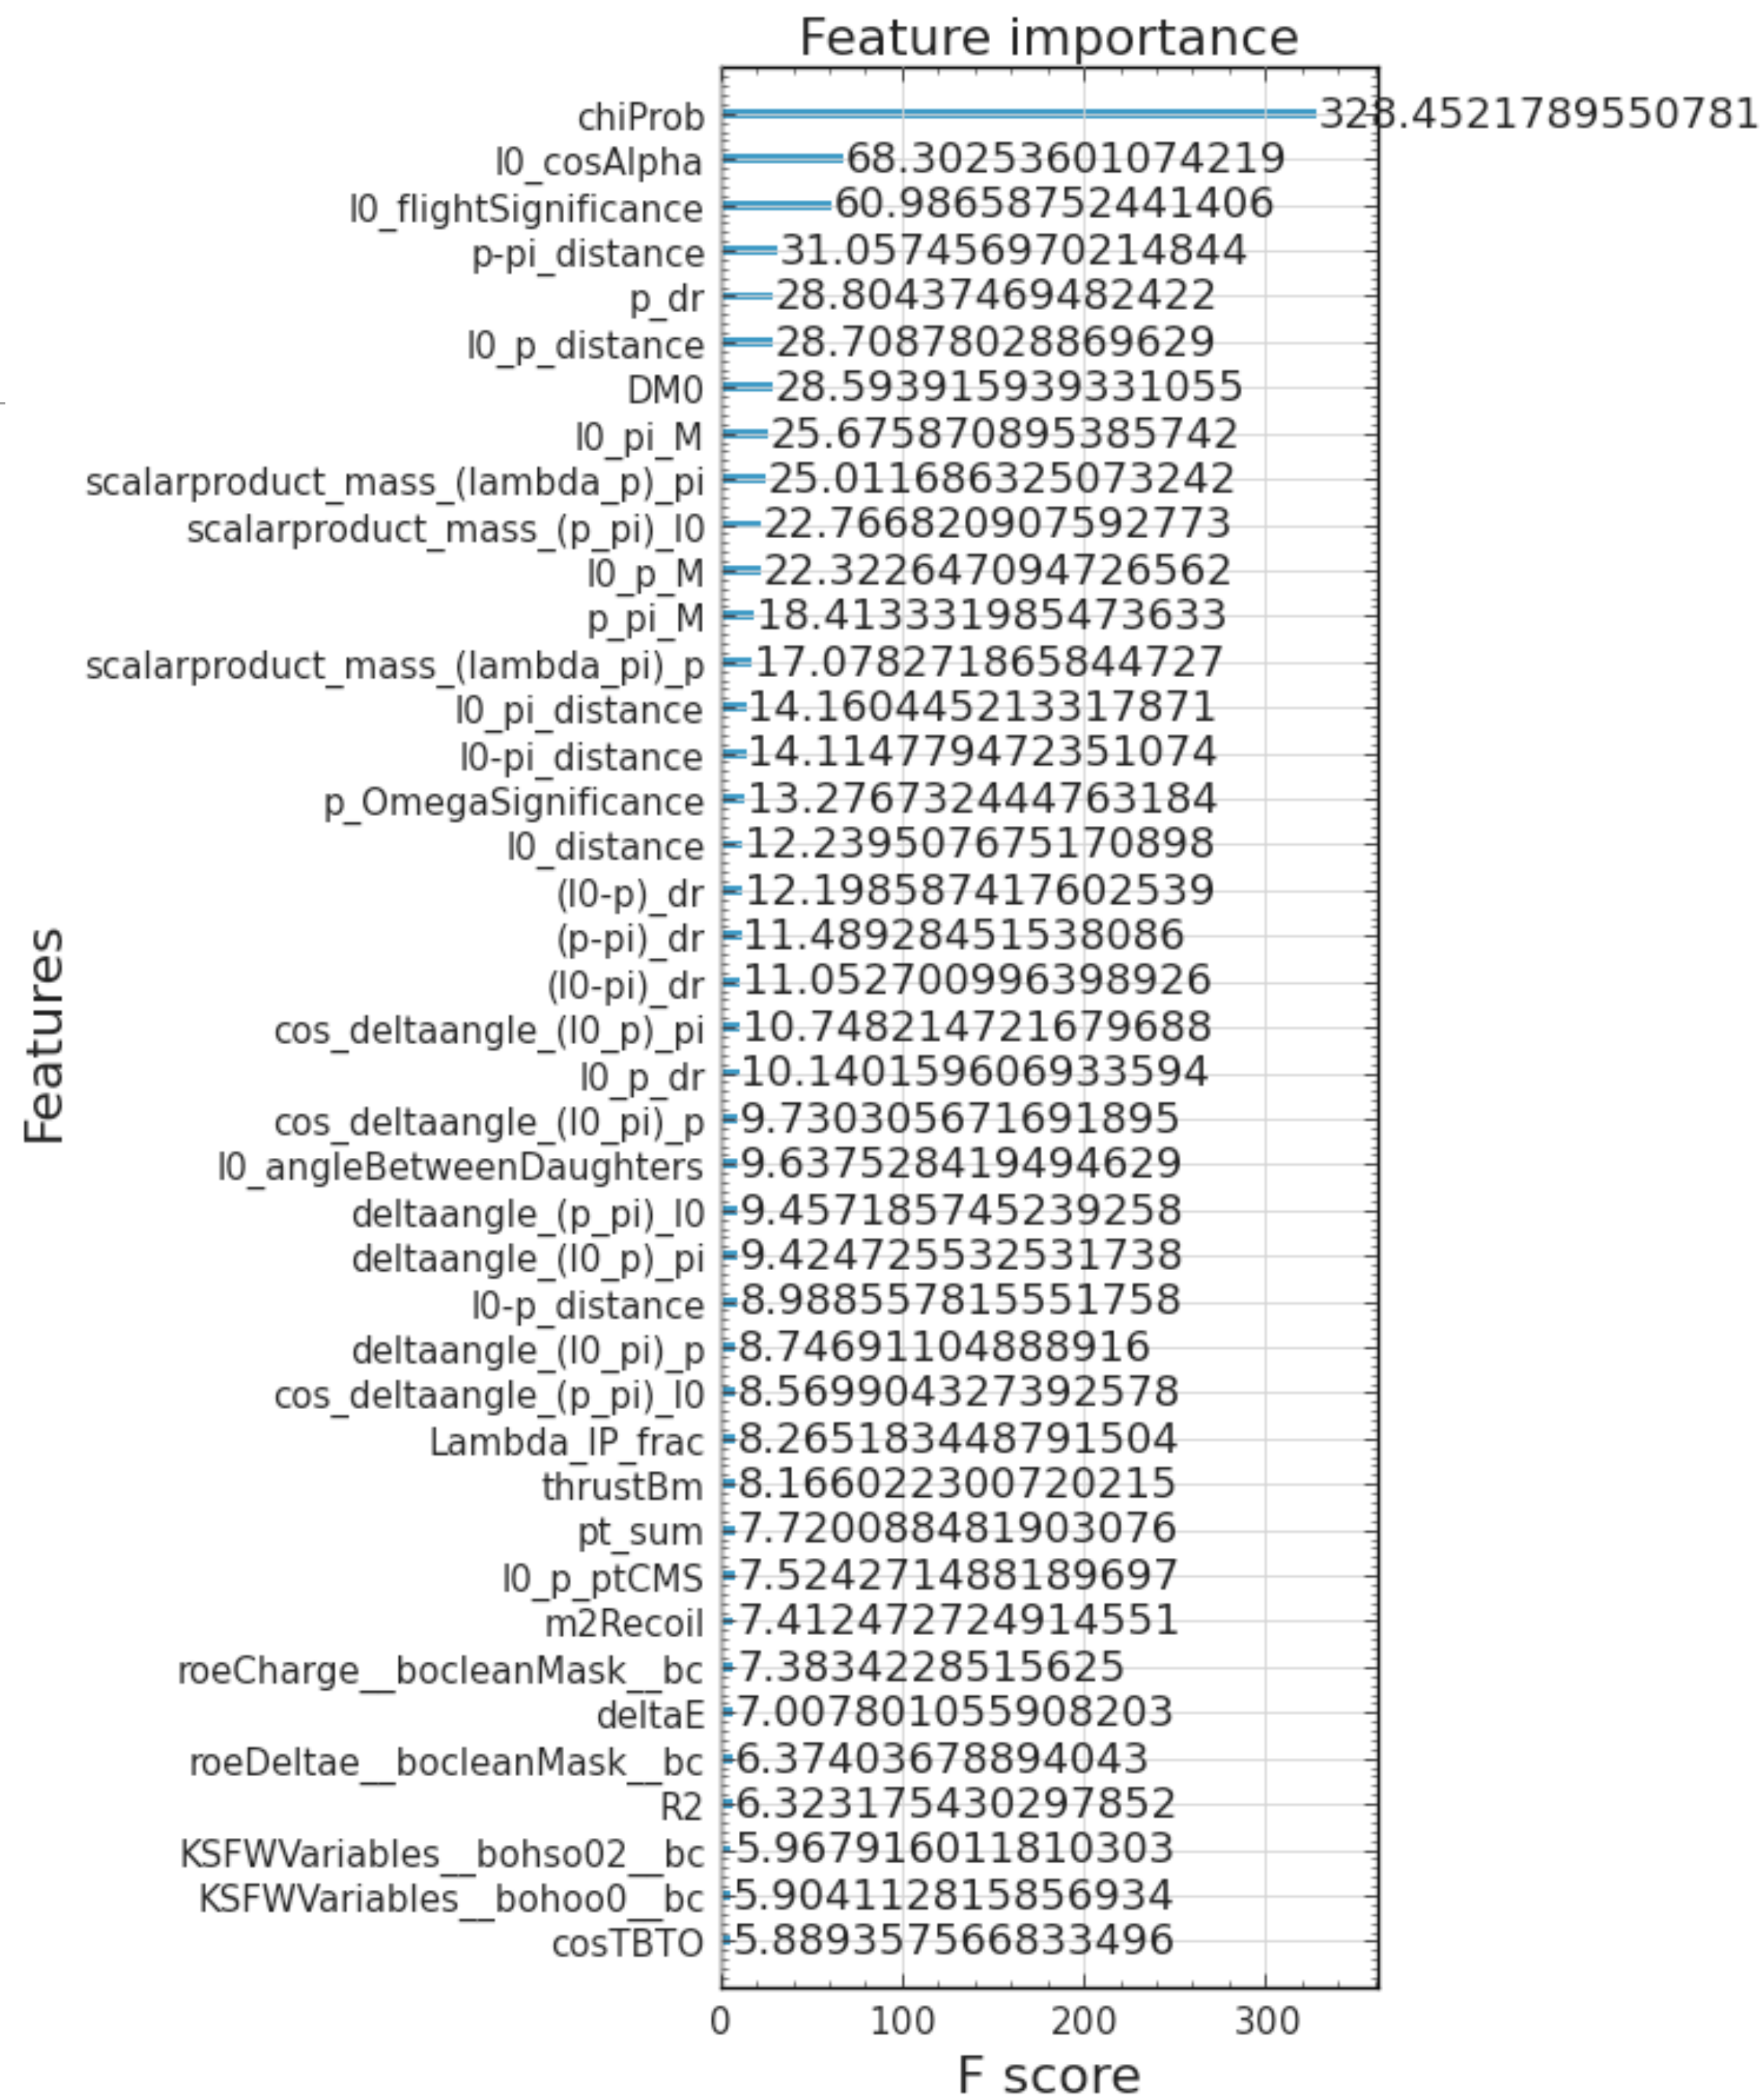 Feature importance
chiProb 328.4521789550781
l0_cosAlpha 68.30253601074219
l0_flightSignificance 60.98658752441406
p-pi_distance 31.057456970214844
p_dr 28.80437469482422
l0_p_distance 28.70878028869629
DM0 28.593915939331055
l0_pi_M 25.675870895385742
scalarproduct_mass_(lambda_p)_pi 25.011686325073242
scalarproduct_mass_(p_pi)_l0 22.766820907592773
l0_p_M 22.322647094726562
p_pi_M 18.413331985473633
scalarproduct_mass_(lambda_pi)_p 17.078271865844727
l0_pi_distance 14.160445213317871
l0-pi_distance 14.114779472351074
p_OmegaSignificance 13.276732444763184
l0_distance 12.239507675170898
(l0-p)_dr 12.198587417602539
(p-pi)_dr 11.48928451538086
(l0-pi)_dr 11.052700996398926
cos_deltaangle_(l0_p)_pi 10.748214721679688
l0_p_dr 10.140159606933594
cos_deltaangle_(l0_pi)_p 9.730305671691895
l0_angleBetweenDaughters 9.637528419494629
deltaangle_(p_pi)_l0 9.457185745239258
deltaangle_(l0_p)_pi 9.424725532531738
l0-p_distance 8.988557815551758
deltaangle_(l0_pi)_p 8.74691104888916
cos_deltaangle_(p_pi)_l0 8.569904327392578
Lambda_IP_frac 8.265183448791504
thrustBm 8.166022300720215
pt_sum 7.720088481903076
l0_p_ptCMS 7.524271488189697
m2Recoil 7.412472724914551
roeCharge__bocleanMask__bc 7.3834228515625
deltaE 7.007801055908203
roeDeltae__bocleanMask__bc 6.37403678894043
R2 6.323175430297852
KSFWVariables__bohso02__bc 5.967916011810303
KSFWVariables__bohoo0__bc 5.904112815856934
cosTBTO 5.889357566833496
Features
0 100 200 300
F score